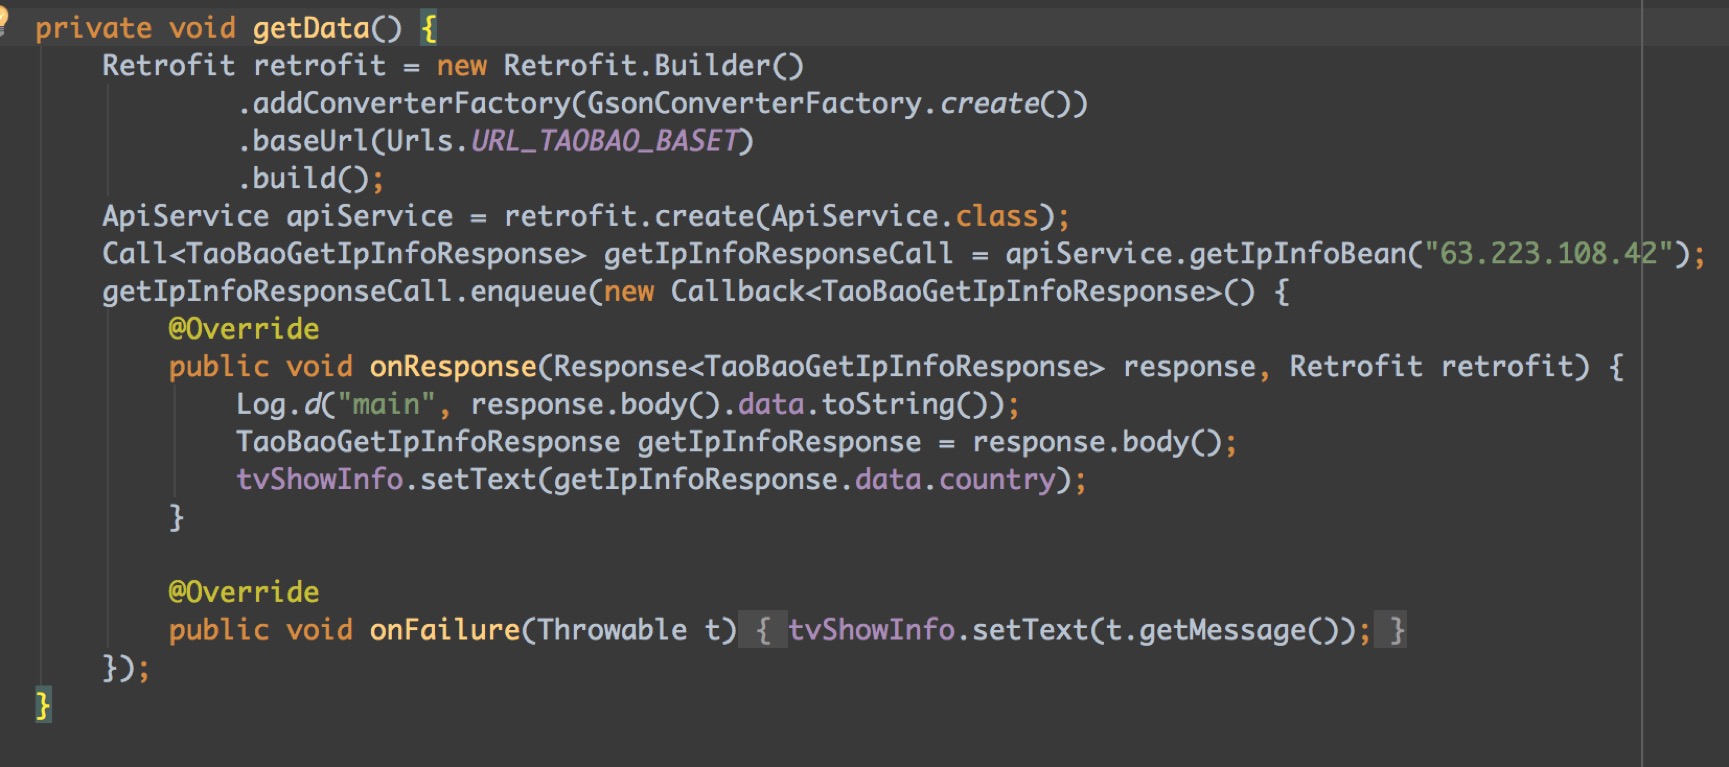 private void getData() {
Retrofit retrofit = new Retrofit.Builder()
.addConverterFactory(GsonConverterFactory.create())
.baseUrl(Urls.URL_TAOBAO_BASET)
.build();
ApiService apiService = retrofit.create(ApiService.class);
Call<TaoBaoGetIpInfoResponse> getIpInfoResponseCall = apiService.getIpInfoBean("63.223.108.42");
getIpInfoResponseCall.enqueue(new Callback<TaoBaoGetIpInfoResponse>() {
@Override
public void onResponse(Response<TaoBaoGetIpInfoResponse> response, Retrofit retrofit) {
Log.d("main", response.body().data.toString());
TaoBaoGetIpInfoResponse getIpInfoResponse = response.body();
tvShowInfo.setText(getIpInfoResponse.data.country);
}
@Override
public void onFailure(Throwable t) { tvShowInfo.setText(t.getMessage()); }
});
}